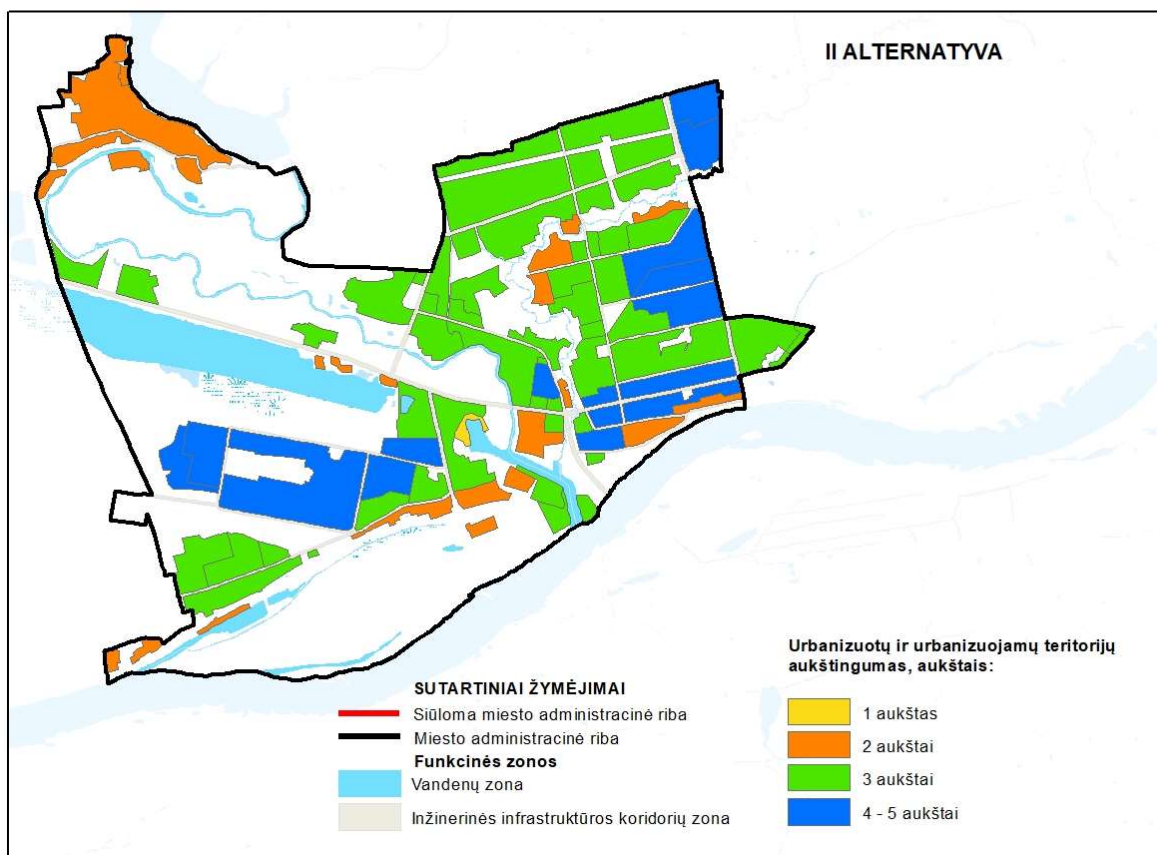 II ALTERNATYVA
SUTARTINIAI ŽYMĖJIMAI
Siūloma miesto administracinė riba
Miesto administracinė riba
Funkcinės zonos
Vandenų zona
Inžinerinės infrastruktūros koridorių zona
Urbanizuotų ir urbanizuojamų teritorijų
aukštingumas, aukštais:
1 aukštas
2 aukštai
3 aukštai
4 - 5 aukštai